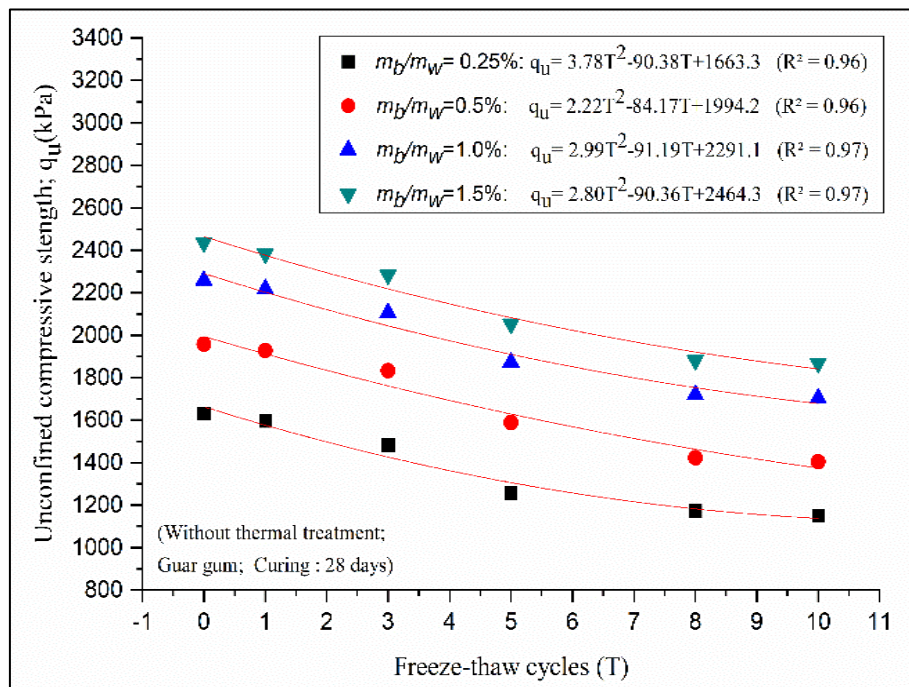 3400
3200
3000
2800
2600
2400
2200
2000
1800
1600
1400
1200
1000
800
Unconfined compressive stength; qu(kPa)
mb/mw= 0.25%: qu= 3.78T²-90.38T+1663.3 (R² = 0.96)
mb/mw= 0.5%: qu= 2.22T²-84.17T+1994.2 (R² = 0.96)
mb/mw=1.0%: qu= 2.99T²-91.19T+2291.1 (R² = 0.97)
mb/mw=1.5%: qu= 2.80T²-90.36T+2464.3 (R² = 0.97)
(Without thermal treatment;
Guar gum; Curing : 28 days)
-1 0 1 2 3 4 5 6 7 8 9 10 11
Freeze-thaw cycles (T)